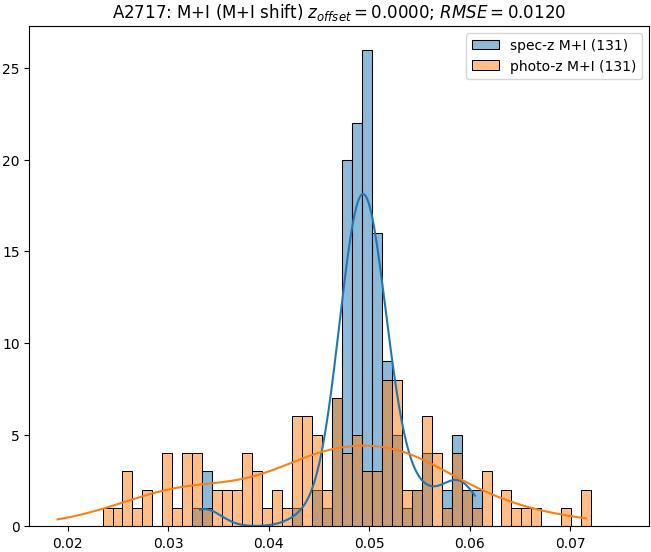 A2717: M+I (M+I shift) z_offset = 0.0000; RMSE = 0.0120
spec-z M+I (131)
photo-z M+I (131)
25
20
15
10
5
0
0.02 0.03 0.04 0.05 0.06 0.07